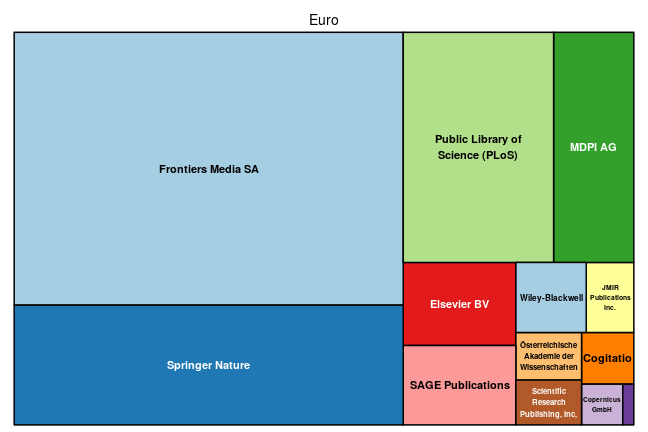 Euro
Frontiers Media SA
Public Library of
Science (PLoS)
MDPI AG
Springer Nature
Elsevier BV
SAGE Publications
Wiley-Blackwell
JMIR
Publications
Inc.
Österreichische
Akademie der
Wissenschaften
Cogitatio
Scientific
Research
Publishing, Inc,
Copernicus
GmbH